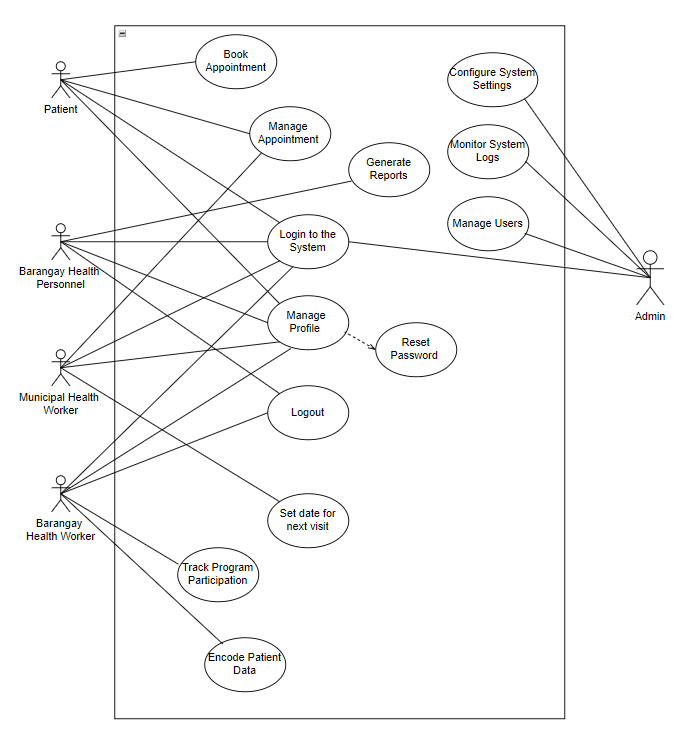 Book
Appointment
Configure System
Settings
Patient
Manage
Appointment
Monitor System
Logs
Generate
Reports
Manage Users
Login to the
System
Barangay Health
Personnel
Admin
Manage
Profile
Reset
Password
Municipal Health
Worker
Logout
Set date for
next visit
Barangay
Health Worker
Track Program
Participation
Encode Patient
Data